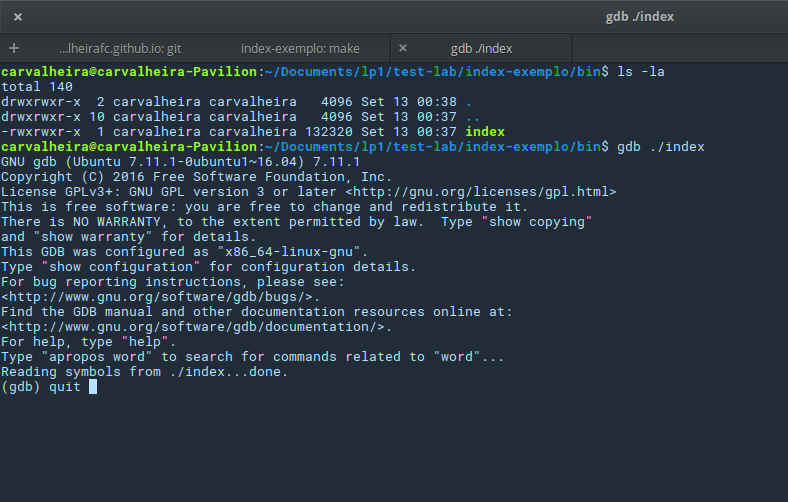 gdb ./index
...lheirafc.github.io: git index-exemplo: make gdb ./index
carvalheira@carvalheira-Pavilion:~/Documents/lp1/test-lab/index-exemplo/bin$ ls -la
total 140
drwxrwxr-x  2 carvalheira carvalheira   4096 Set 13 00:38 .
drwxrwxr-x 10 carvalheira carvalheira   4096 Set 13 00:37 ..
-rwxrwxr-x  1 carvalheira carvalheira 132320 Set 13 00:37 index
carvalheira@carvalheira-Pavilion:~/Documents/lp1/test-lab/index-exemplo/bin$ gdb ./index
GNU gdb (Ubuntu 7.11.1-0ubuntu1~16.04) 7.11.1
Copyright (C) 2016 Free Software Foundation, Inc.
License GPLv3+: GNU GPL version 3 or later <http://gnu.org/licenses/gpl.html>
This is free software: you are free to change and redistribute it.
There is NO WARRANTY, to the extent permitted by law.  Type "show copying"
and "show warranty" for details.
This GDB was configured as "x86_64-linux-gnu".
Type "show configuration" for configuration details.
For bug reporting instructions, please see:
<http://www.gnu.org/software/gdb/bugs/>.
Find the GDB manual and other documentation resources online at:
<http://www.gnu.org/software/gdb/documentation/>.
For help, type "help".
Type "apropos word" to search for commands related to "word"...
Reading symbols from ./index...done.
(gdb) quit